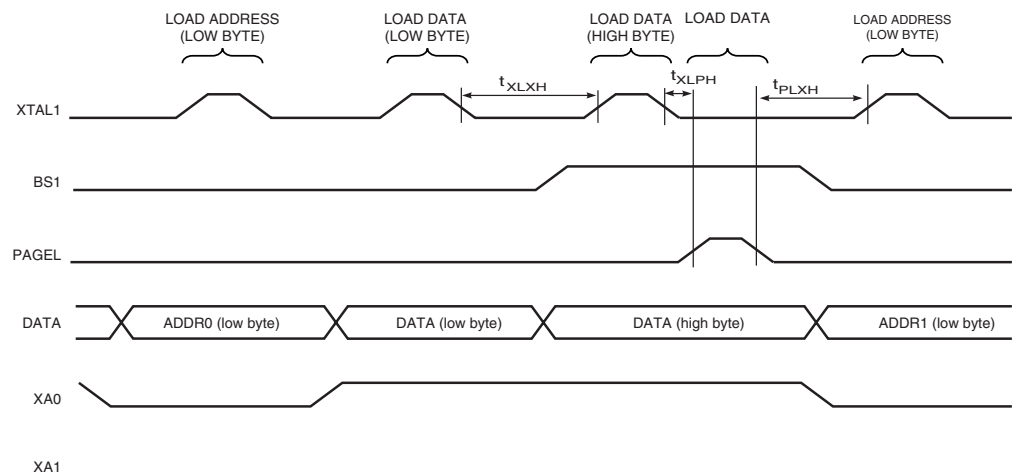 LOAD ADDRESS
(LOW BYTE)
LOAD DATA
(LOW BYTE)
LOAD DATA
(HIGH BYTE)
LOAD DATA
LOAD ADDRESS
(LOW BYTE)
tXLXH
tXLPH
tPLXH
XTAL1
BS1
PAGEL
DATA
ADDR0 (low byte)
DATA (low byte)
DATA (high byte)
ADDR1 (low byte)
XA0
XA1